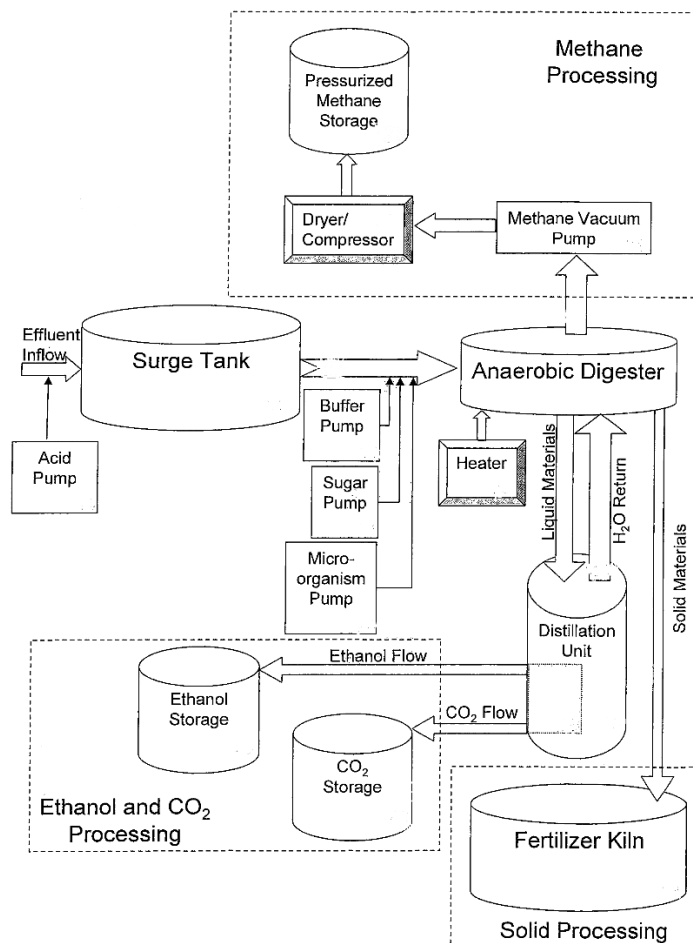 Methane
Processing
Pressurized
Methane
Storage
Dryer/
Compressor
Methane Vacuum
Pump
Effluent
Inflow
Surge Tank
Anaerobic Digester
Acid
Pump
Buffer
Pump
Sugar
Pump
Micro-
organism
Pump
Heater
Liquid Materials
H₂O Return
Solid Materials
Distillation
Unit
Ethanol Flow
Ethanol
Storage
CO₂ Flow
CO₂
Storage
Ethanol and CO₂
Processing
Fertilizer Kiln
Solid Processing